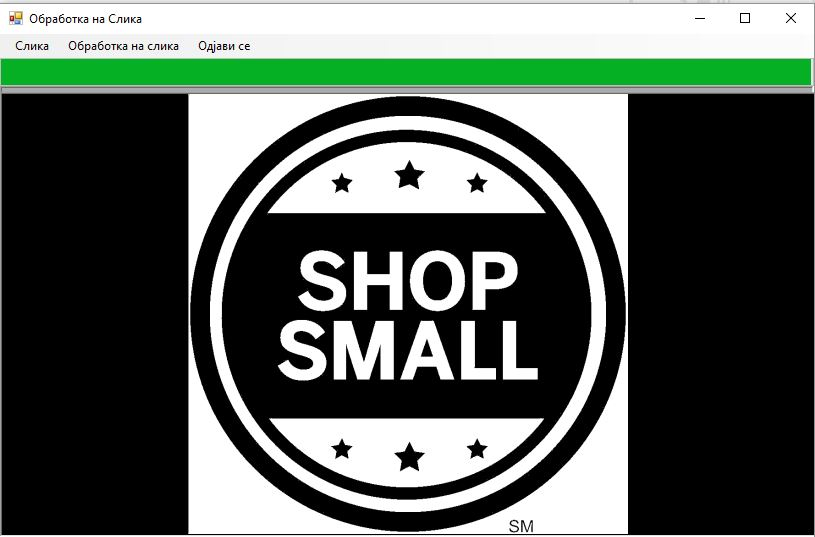 Обработка на Слика
Слика Обработка на слика Одјави се
SHOP
SMALL
SM